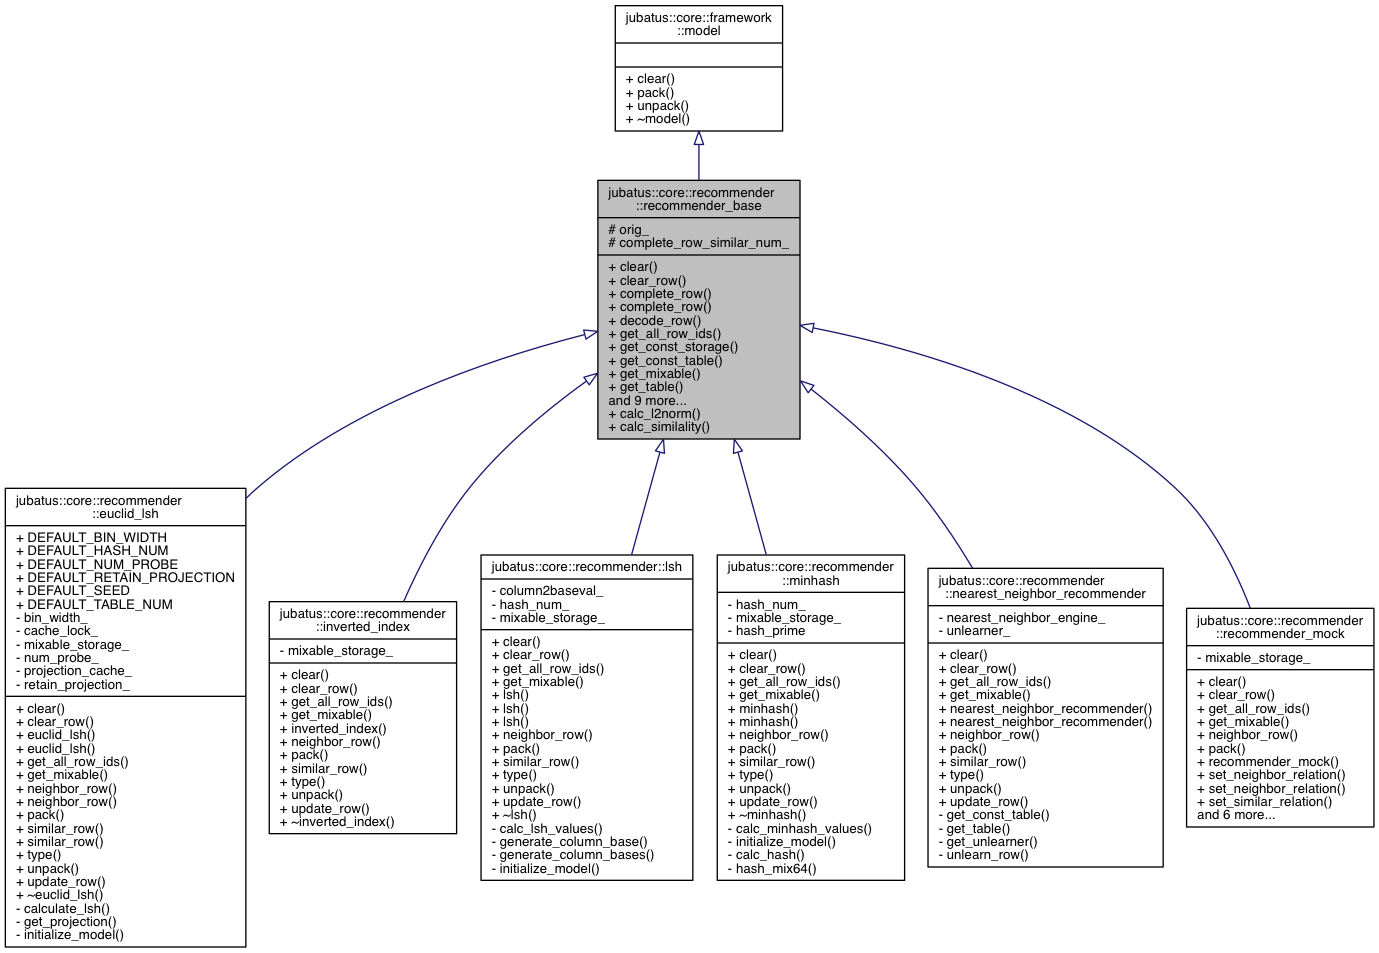 jubatus::core::framework
::model
+ clear()
+ pack()
+ unpack()
+ ~model()
jubatus::core::recommender
::recommender_base
# orig_
# complete_row_similar_num_
+ clear()
+ clear_row()
+ complete_row()
+ complete_row()
+ decode_row()
+ get_all_row_ids()
+ get_const_storage()
+ get_const_table()
+ get_mixable()
+ get_table()
and 9 more...
+ calc_l2norm()
+ calc_similality()
jubatus::core::recommender
::euclid_lsh
+ DEFAULT_BIN_WIDTH
+ DEFAULT_HASH_NUM
+ DEFAULT_NUM_PROBE
+ DEFAULT_RETAIN_PROJECTION
+ DEFAULT_SEED
+ DEFAULT_TABLE_NUM
- bin_width_
- cache_lock_
- mixable_storage_
- num_probe_
- projection_cache_
- retain_projection_
+ clear()
+ clear_row()
+ euclid_lsh()
+ euclid_lsh()
+ get_all_row_ids()
+ get_mixable()
+ neighbor_row()
+ neighbor_row()
+ pack()
+ similar_row()
+ similar_row()
+ type()
+ unpack()
+ update_row()
+ ~euclid_lsh()
- calculate_lsh()
- get_projection()
- initialize_model()
jubatus::core::recommender
::inverted_index
- mixable_storage_
+ clear()
+ clear_row()
+ get_all_row_ids()
+ get_mixable()
+ inverted_index()
+ neighbor_row()
+ pack()
+ similar_row()
+ type()
+ unpack()
+ update_row()
+ ~inverted_index()
jubatus::core::recommender::lsh
- column2baseval_
- hash_num_
- mixable_storage_
+ clear()
+ clear_row()
+ get_all_row_ids()
+ get_mixable()
+ lsh()
+ lsh()
+ lsh()
+ neighbor_row()
+ pack()
+ similar_row()
+ type()
+ unpack()
+ update_row()
+ ~lsh()
- calc_lsh_values()
- generate_column_base()
- generate_column_bases()
- initialize_model()
jubatus::core::recommender
::minhash
- hash_num_
- mixable_storage_
- hash_prime
+ clear()
+ clear_row()
+ get_all_row_ids()
+ get_mixable()
+ minhash()
+ minhash()
+ neighbor_row()
+ pack()
+ similar_row()
+ type()
+ unpack()
+ update_row()
+ ~minhash()
- calc_minhash_values()
- initialize_model()
- calc_hash()
- hash_mix64()
jubatus::core::recommender
::nearest_neighbor_recommender
- nearest_neighbor_engine_
- unlearner_
+ clear()
+ clear_row()
+ get_all_row_ids()
+ get_mixable()
+ nearest_neighbor_recommender()
+ nearest_neighbor_recommender()
+ neighbor_row()
+ pack()
+ similar_row()
+ type()
+ unpack()
+ update_row()
- get_const_table()
- get_table()
- get_unlearner()
- unlearn_row()
jubatus::core::recommender
::recommender_mock
- mixable_storage_
+ clear()
+ clear_row()
+ get_all_row_ids()
+ get_mixable()
+ neighbor_row()
+ pack()
+ recommender_mock()
+ set_neighbor_relation()
+ set_neighbor_relation()
+ set_similar_relation()
and 6 more...